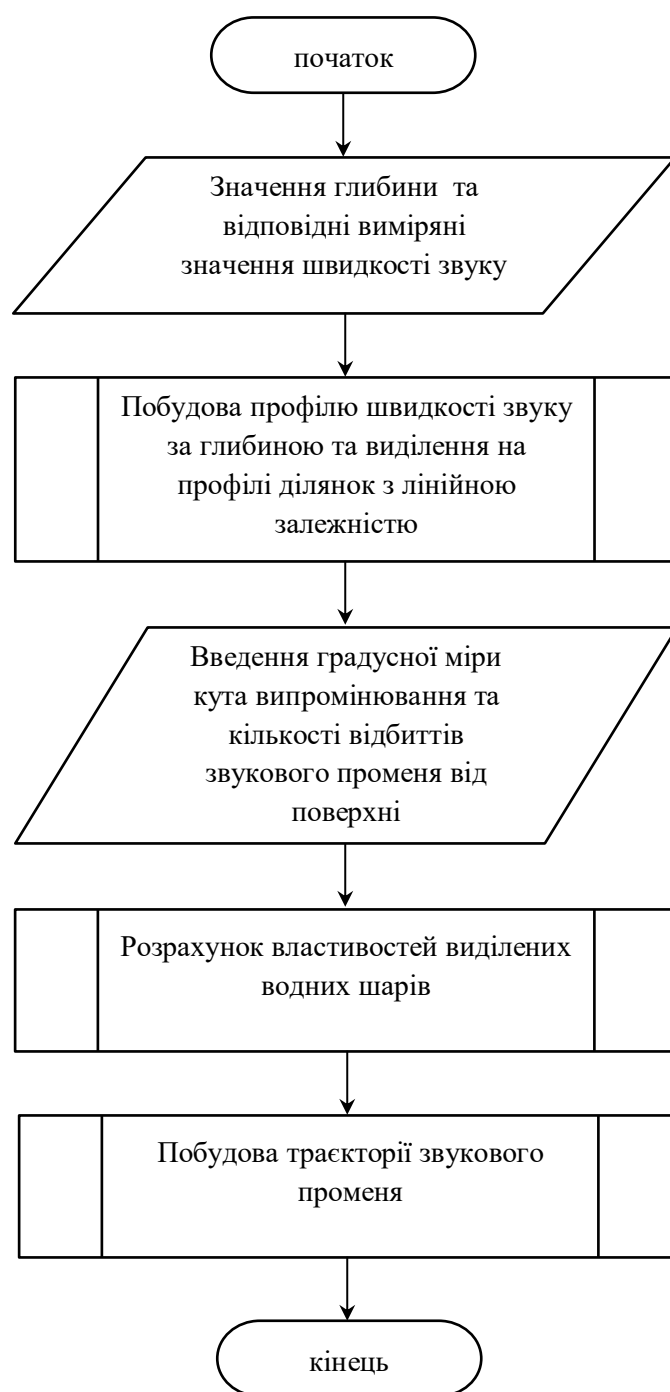 початок
Значення глибини та
відповідні виміряні
значення швидкості звуку
Побудова профілю швидкості звуку
за глибиною та виділення на
профілі ділянок з лінійною
залежністю
Введення градусної міри
кута випромінювання та
кількості відбиттів
звукового променя від
поверхні
Розрахунок властивостей виділених
водних шарів
Побудова траєкторії звукового
променя
кінець